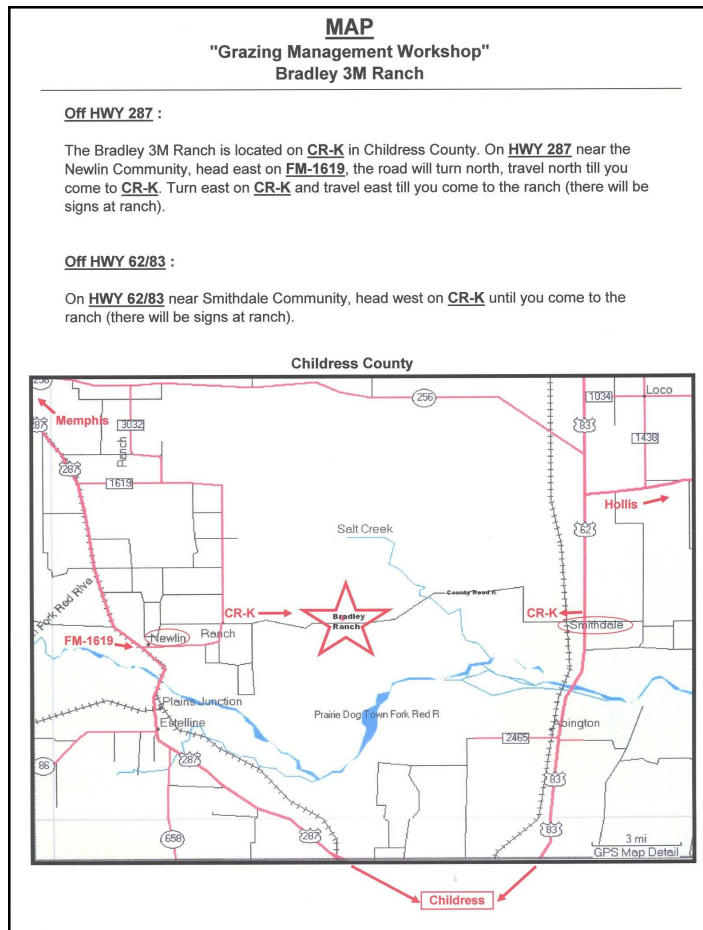 MAP
"Grazing Management Workshop"
Bradley 3M Ranch
Off HWY 287 :
The Bradley 3M Ranch is located on CR-K in Childress County. On HWY 287 near the
Newlin Community, head east on FM-1619, the road will turn north, travel north till you
come to CR-K. Turn east on CR-K and travel east till you come to the ranch (there will be
signs at ranch).
Off HWY 62/83 :
On HWY 62/83 near Smithdale Community, head west on CR-K until you come to the
ranch (there will be signs at ranch).
Childress County
256
Memphis
287
3032
Ranch
287
1619
256
83
1034
Loco
1438
Hollis
62
Salt Creek
County Road K
CR-K
Bradley
Ranch
CR-K
Smithdale
n Fork Red Rive
FM-1619
Newlin
Ranch
Plains Junction
Estelline
Prairie Dog Town Fork Red R
Abington
2465
86
287
83
658
287
83
3 mi
GPS Map Detail
Childress